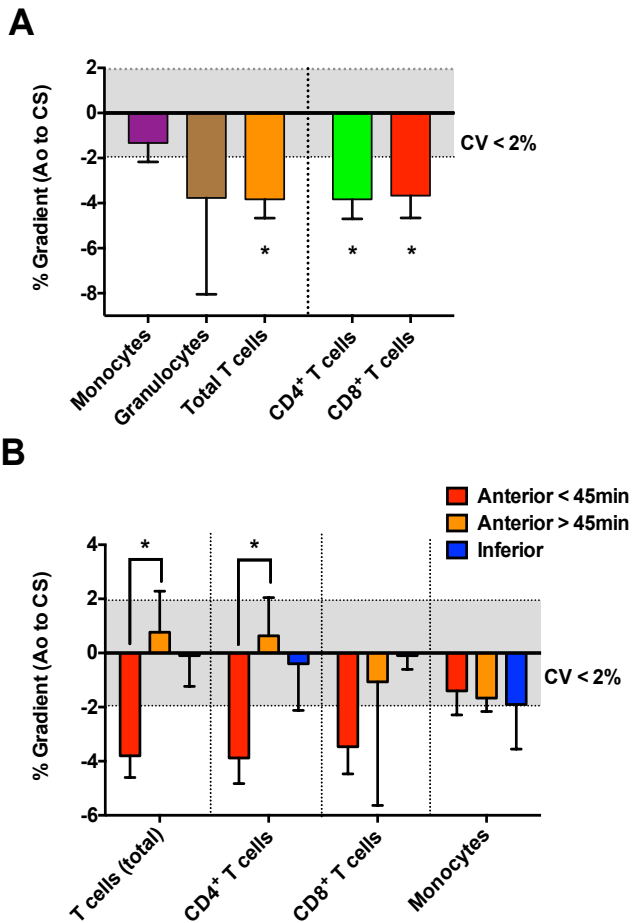 A
% Gradient (Ao to CS)
2
0
-2
-4
-6
-8
CV < 2%
*
*
*
Monocytes
Granulocytes
Total T cells
CD4⁺ T cells
CD8⁺ T cells
B
Anterior < 45min
Anterior > 45min
Inferior
% Gradient (Ao to CS)
4
2
0
-2
-4
-6
*
*
CV < 2%
T cells (total)
CD4⁺ T cells
CD8⁺ T cells
Monocytes